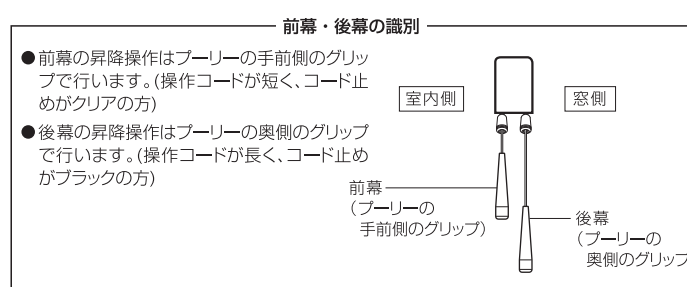 前幕・後幕の識別
●前幕の昇降操作はプーリーの手前側のグリッ
プで行います。(操作コードが短く、コード止
めがクリアの方)
●後幕の昇降操作はプーリーの奥側のグリップ
で行います。(操作コードが長く、コード止め
がブラックの方)
室内側
窓側
前幕
(プーリーの
手前側のグリップ)
後幕
(プーリーの
奥側のグリップ